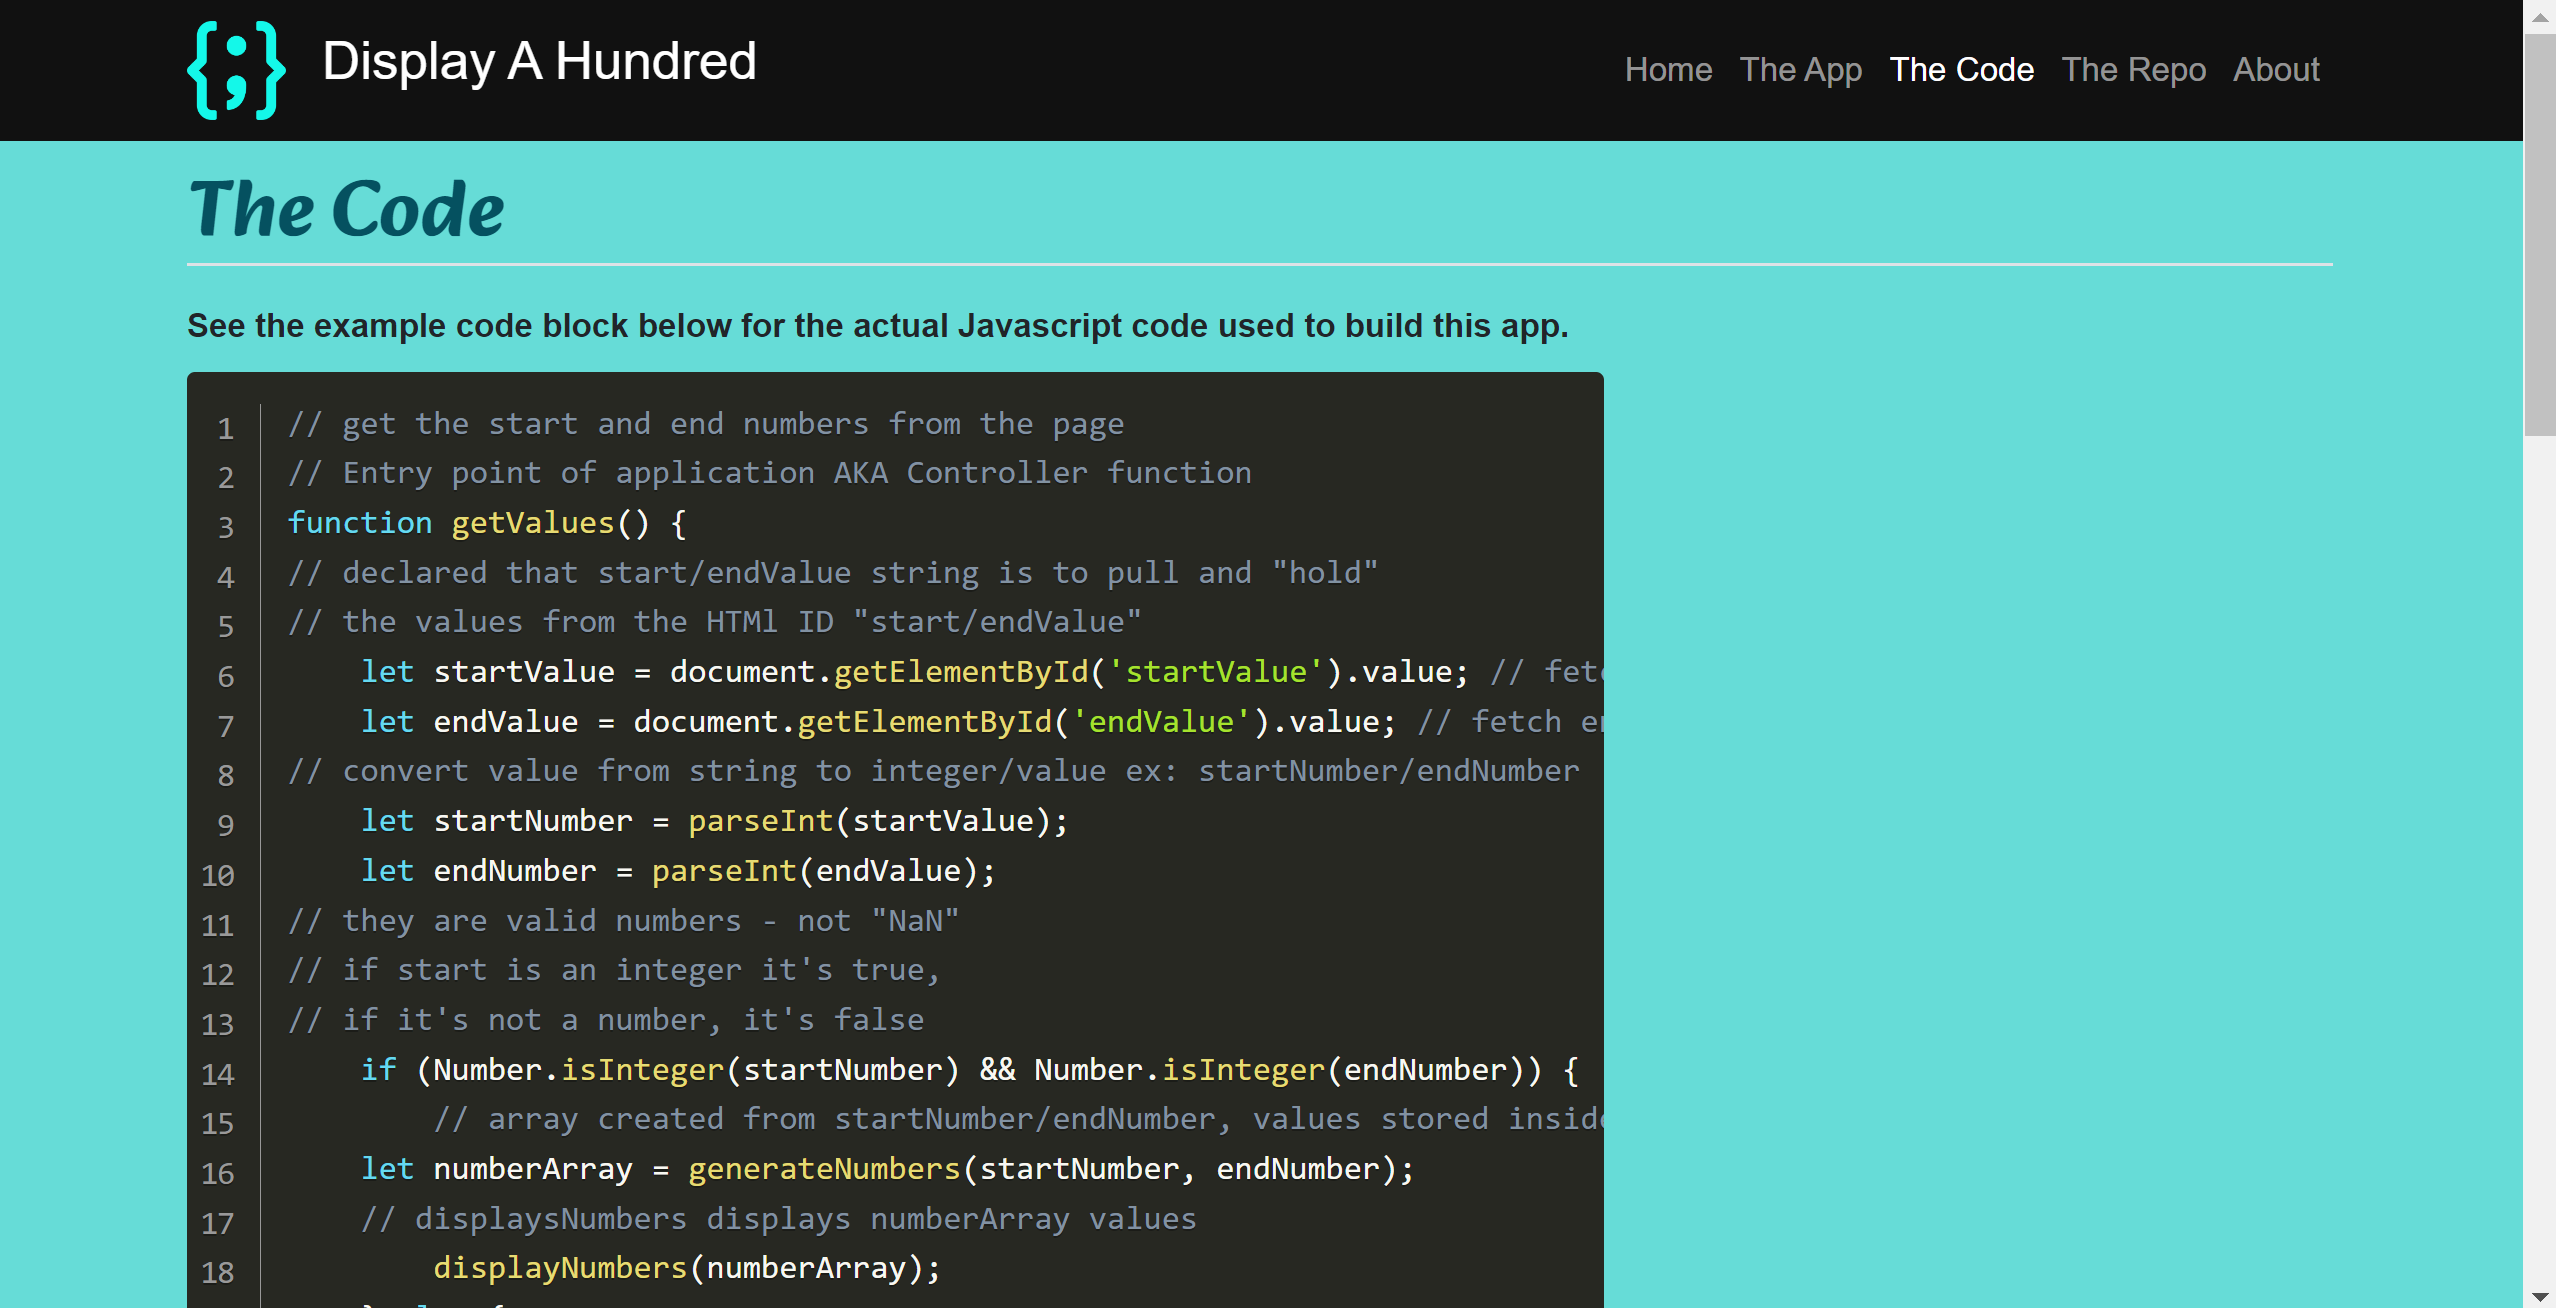 Display A Hundred
Home The App The Code The Repo About
The Code
See the example code block below for the actual Javascript code used to build this app.
1 // get the start and end numbers from the page
2 // Entry point of application AKA Controller function
3 function getValues() {
4 // declared that start/endValue string is to pull and "hold"
5 // the values from the HTMl ID "start/endValue"
6 let startValue = document.getElementById('startValue').value; //
7 let endValue = document.getElementById('endValue').value; // fetch
8 // convert value from string to integer/value ex: startNumber/endNumber
9 let startNumber = parseInt(startValue);
10 let endNumber = parseInt(endValue);
11 // they are valid numbers - not "NaN"
12 // if start is an integer it's true,
13 // if it's not a number, it's false
14 if (Number.isInteger(startNumber) && Number.isInteger(endNumber)) {
15 // array created from startNumber/endNumber, values stored inside
16 let numberArray = generateNumbers(startNumber, endNumber);
17 // displaysNumbers displays numberArray values
18 displayNumbers(numberArray);